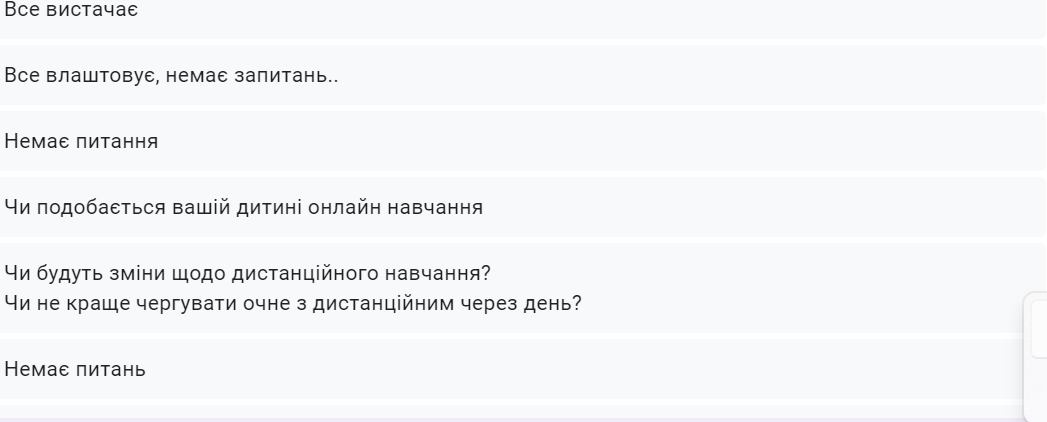 Все вистачає
Все влаштовує, немає запитань..
Немає питання
Чи подобається вашій дитині онлайн навчання
Чи будуть зміни щодо дистанційного навчання?
Чи не краще чергувати очне з дистанційним через день?
Немає питань